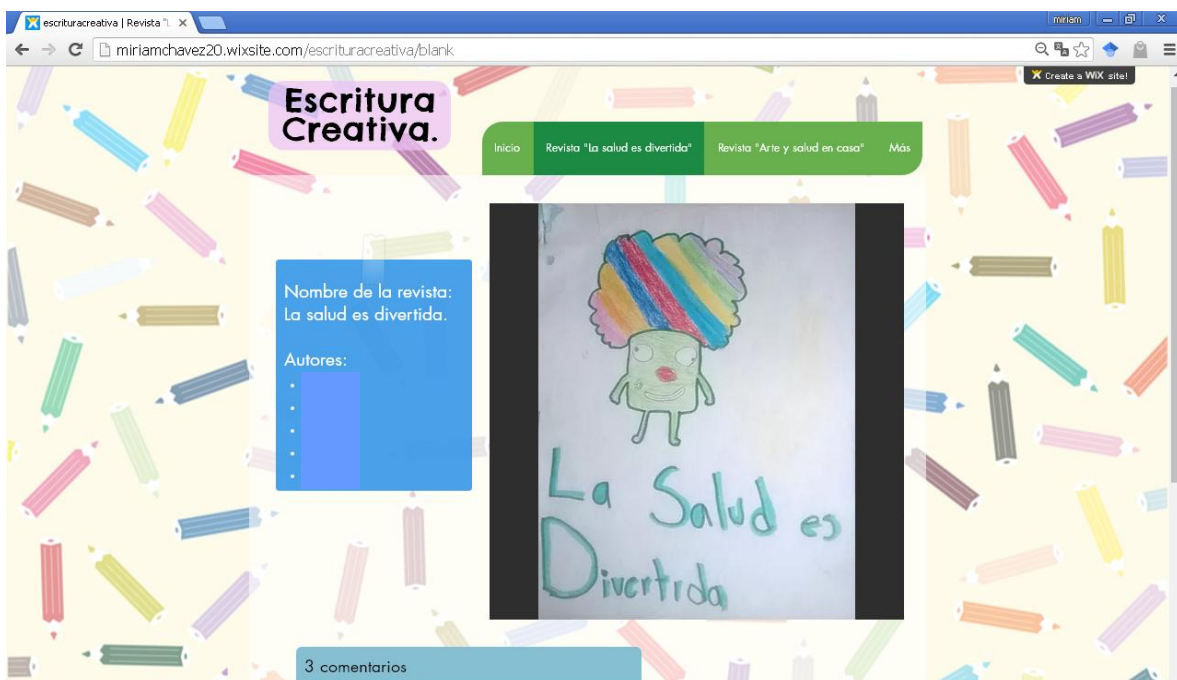 escrituracreativa | Revista "L
miriam
miriamchavez20.wixsite.com/escrituracreativa/blank
Create a WiX site!
Escritura
Creativa.
Inicio
Revista "La salud es divertida"
Revista "Arte y salud en casa"
Más
Nombre de la revista:
La salud es divertida.
Autores:
La Salud es
Divertida
3 comentarios